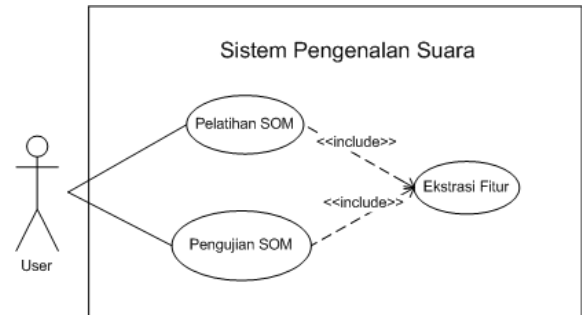 Sistem Pengenalan Suara
Pelatihan SOM
<<include>>
Ekstrasi Fitur
<<include>>
Pengujian SOM
User